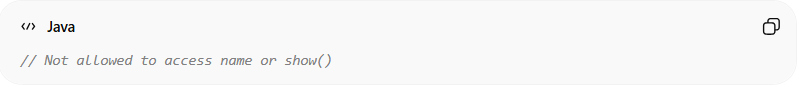 Java
// Not allowed to access name or show()